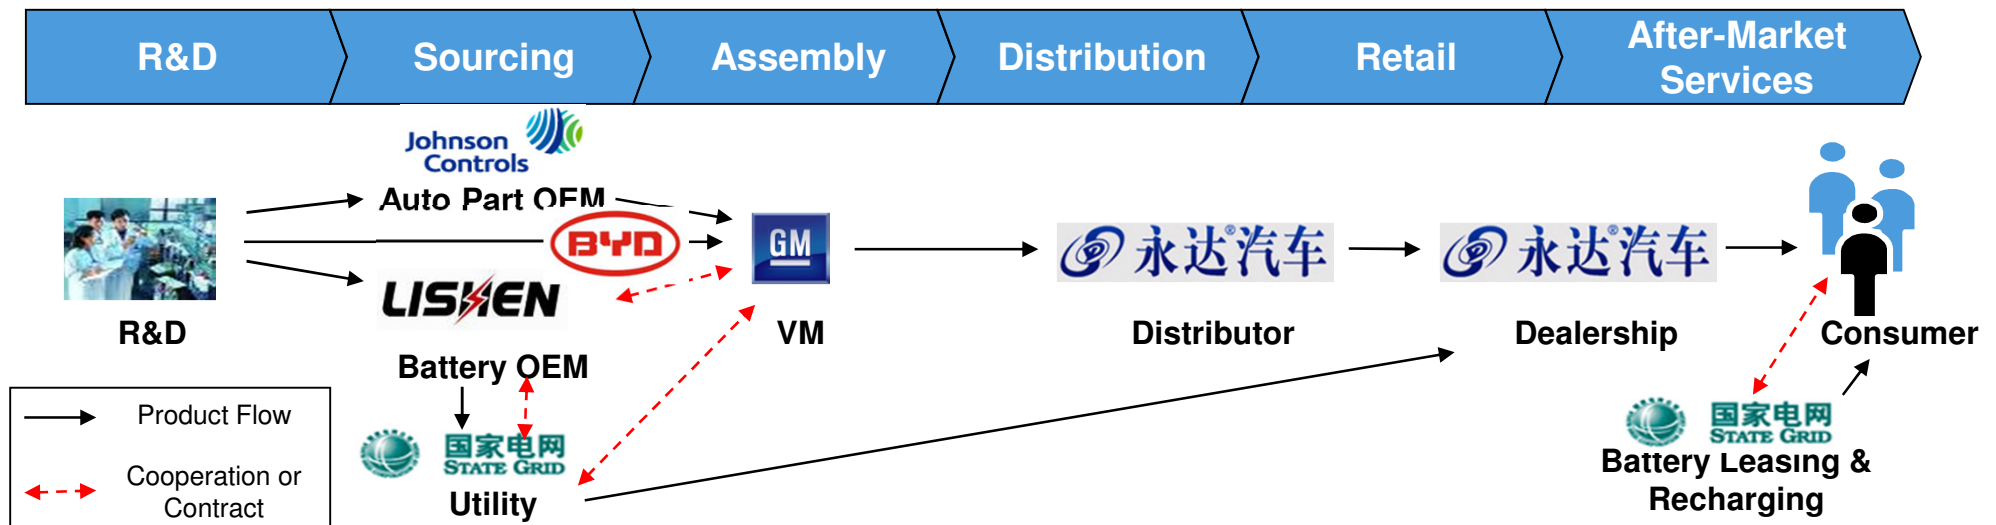 R&D
Sourcing
Assembly
Distribution
Retail
After-Market
Services
Johnson
Controls
Auto Part OEM
BYD
GM
永达®汽车
永达®汽车
LISHEN
R&D
VM
Distributor
Dealership
Consumer
Battery OEM
Product Flow
Cooperation or
Contract
国家电网
STATE GRID
Utility
国家电网
STATE GRID
Battery Leasing &
Recharging